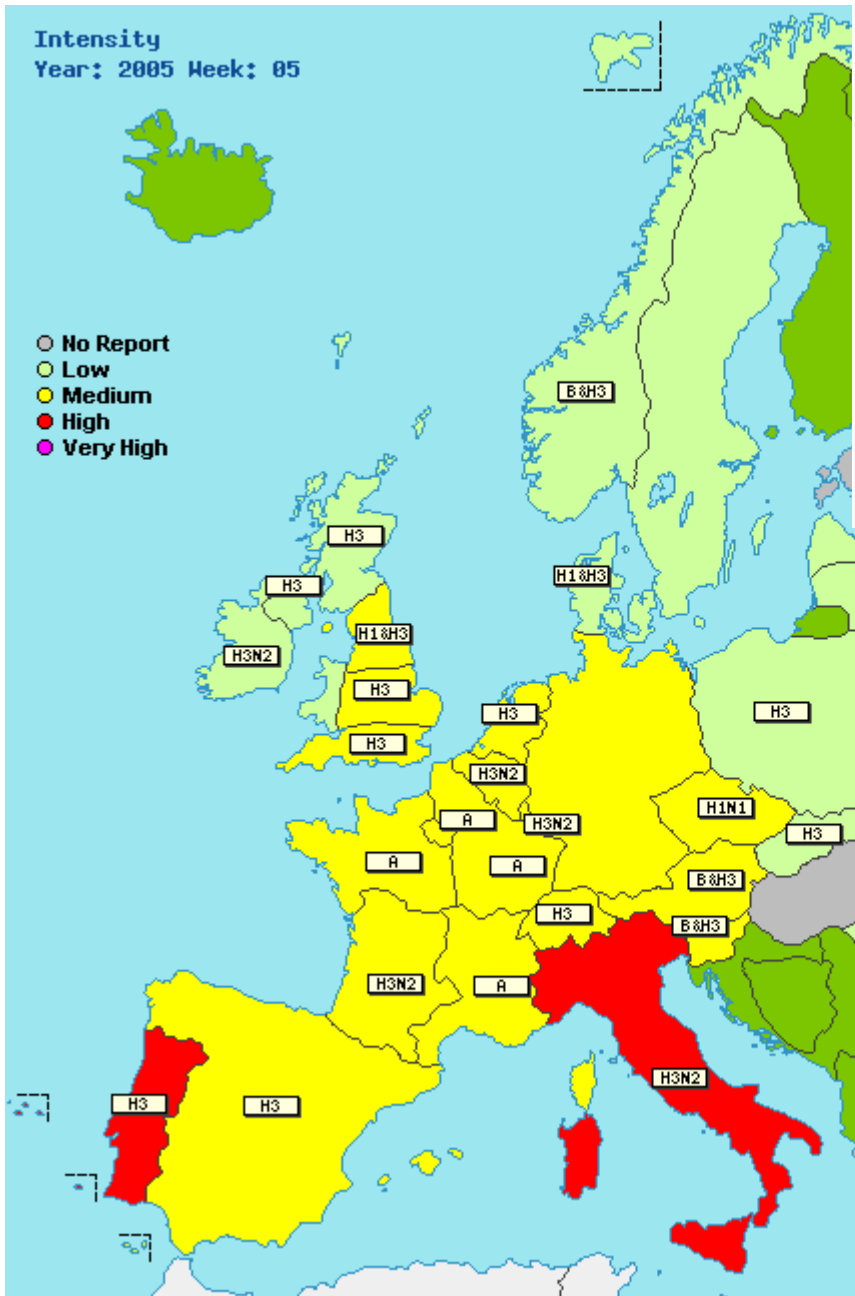 Intensity
Year: 2005 Week: 05
No Report
Low
Medium
High
Very High
B&H3
H3
H1&H3
H3
H1&H3
H3N2
H3
H3
H3
H3
H3N2
H1N1
A
H3N2
H3
A
A
B&H3
H3
B&H3
H3N2
A
H3N2
H3
H3